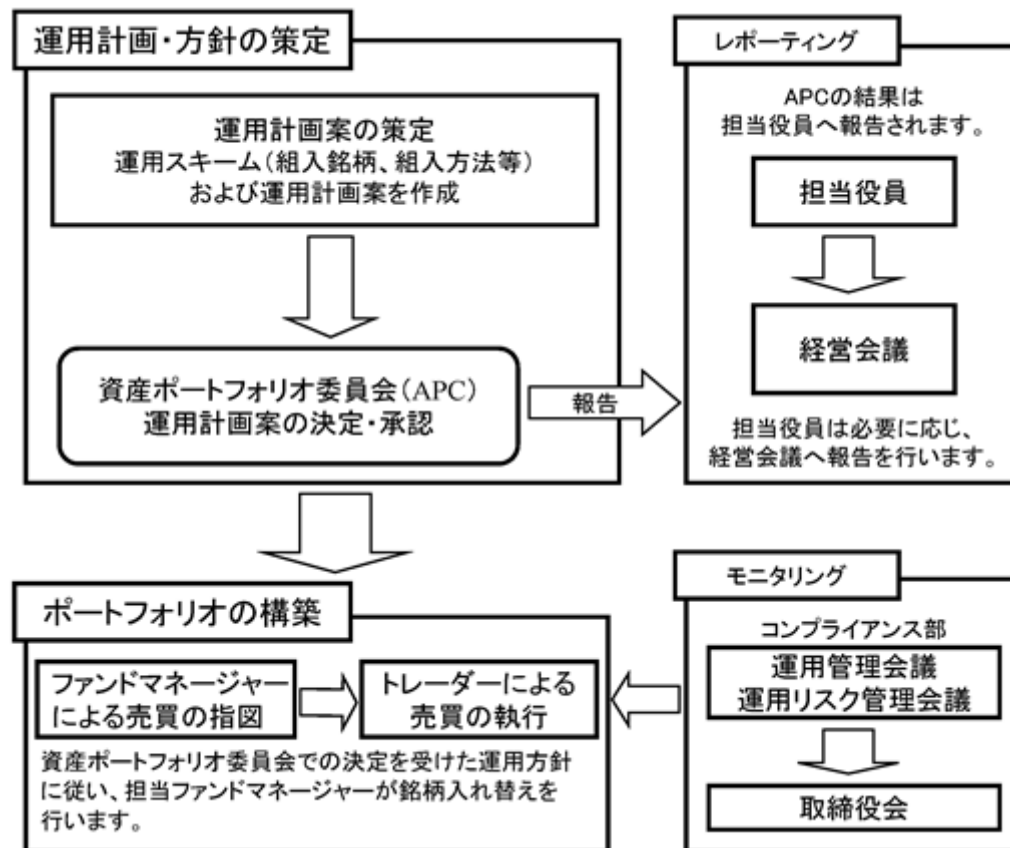 運用計画・方針の策定
運用計画案の策定
運用スキーム(組入銘柄、組入方法等)
および運用計画案を作成
資産ポートフォリオ委員会(APC)
運用計画案の決定・承認
報告
レポーティング
APCの結果は
担当役員へ報告されます。
担当役員
経営会議
担当役員は必要に応じ、
経営会議へ報告を行います。
ポートフォリオの構築
ファンドマネージャー
による売買の指図
トレーダーによる
売買の執行
資産ポートフォリオ委員会での決定を受けた運用方針
に従い、担当ファンドマネージャーが銘柄入れ替えを
行います。
モニタリング
コンプライアンス部
運用管理会議
運用リスク管理会議
取締役会